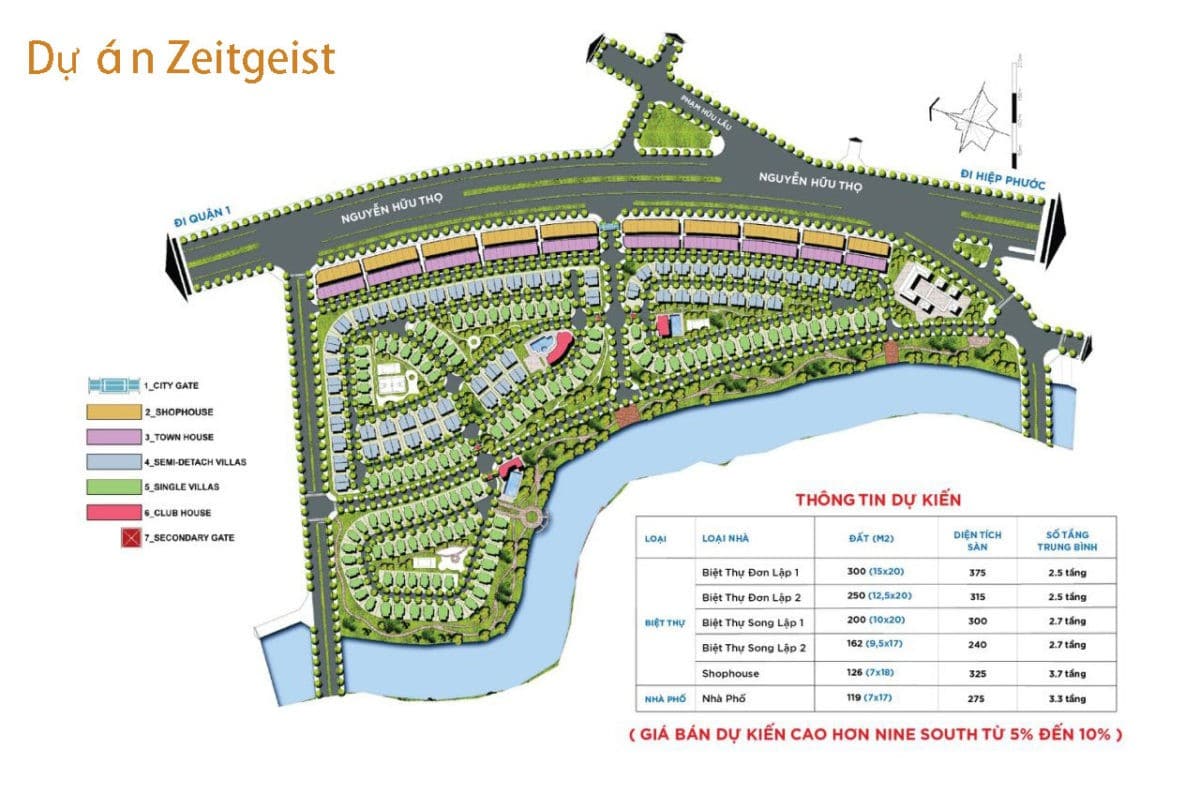 Dự án Zeitgeist
PHẠM HỮU LẦU
NGUYỄN HỮU THỌ
ĐI HIỆP PHƯỚC
NGUYỄN HỮU THỌ
ĐI QUẬN 1
1_CITY GATE
2_SHOPHOUSE
3_TOWN HOUSE
4_SEMI-DETACH VILLAS
5_SINGLE VILLAS
6_CLUB HOUSE
7_SECONDARY GATE
THÔNG TIN DỰ KIẾN
LOẠI LOẠI NHÀ ĐẤT (M2) DIỆN TÍCH SÀN SỐ TẦNG TRUNG BÌNH
Biệt Thự Đơn Lập 1 300 (15x20) 375 2.5 tầng
Biệt Thự Đơn Lập 2 250 (12,5x20) 315 2.5 tầng
BIỆT THỰ Biệt Thự Song Lập 1 200 (10x20) 300 2.7 tầng
Biệt Thự Song Lập 2 162 (9,5x17) 240 2.7 tầng
Shophouse 126 (7x18) 325 3.7 tầng
NHÀ PHỐ Nhà Phố 119 (7x17) 275 3.3 tầng
( GIÁ BÁN DỰ KIẾN CAO HƠN NINE SOUTH TỪ 5% ĐẾN 10% )